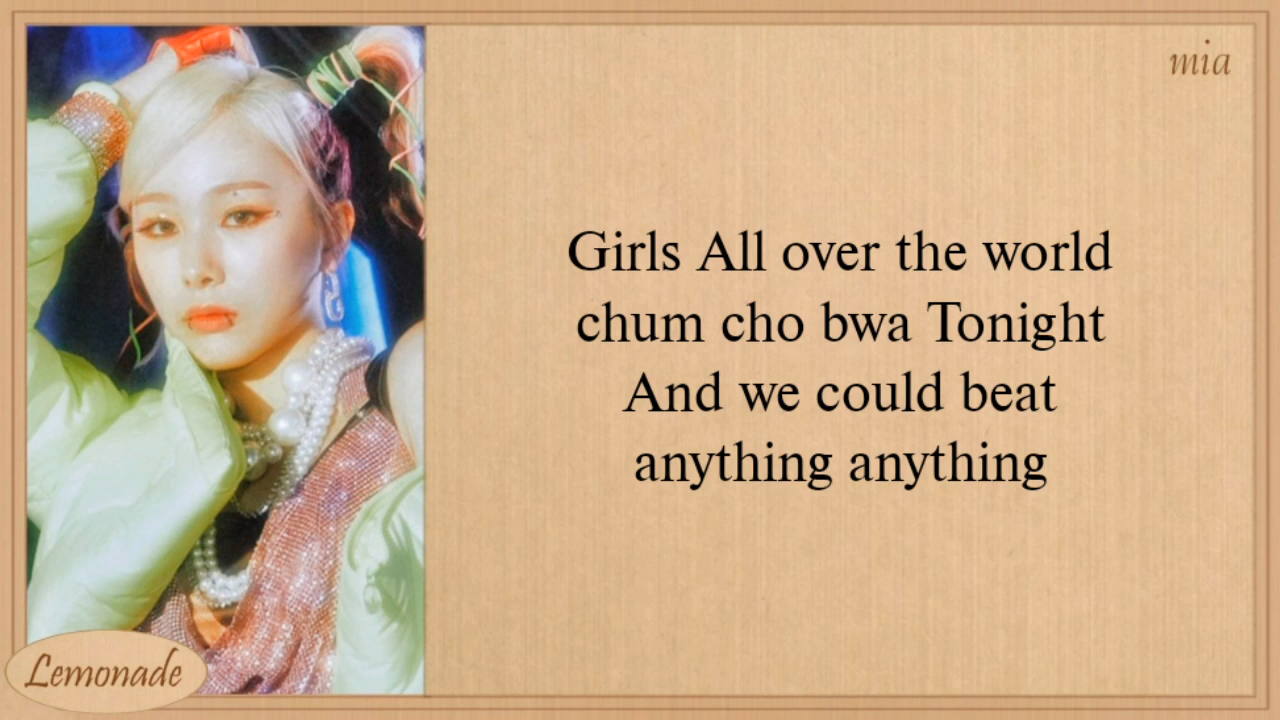 mia
Girls All over the world
chum cho bwa Tonight
And we could beat
anything anything
Lemonade